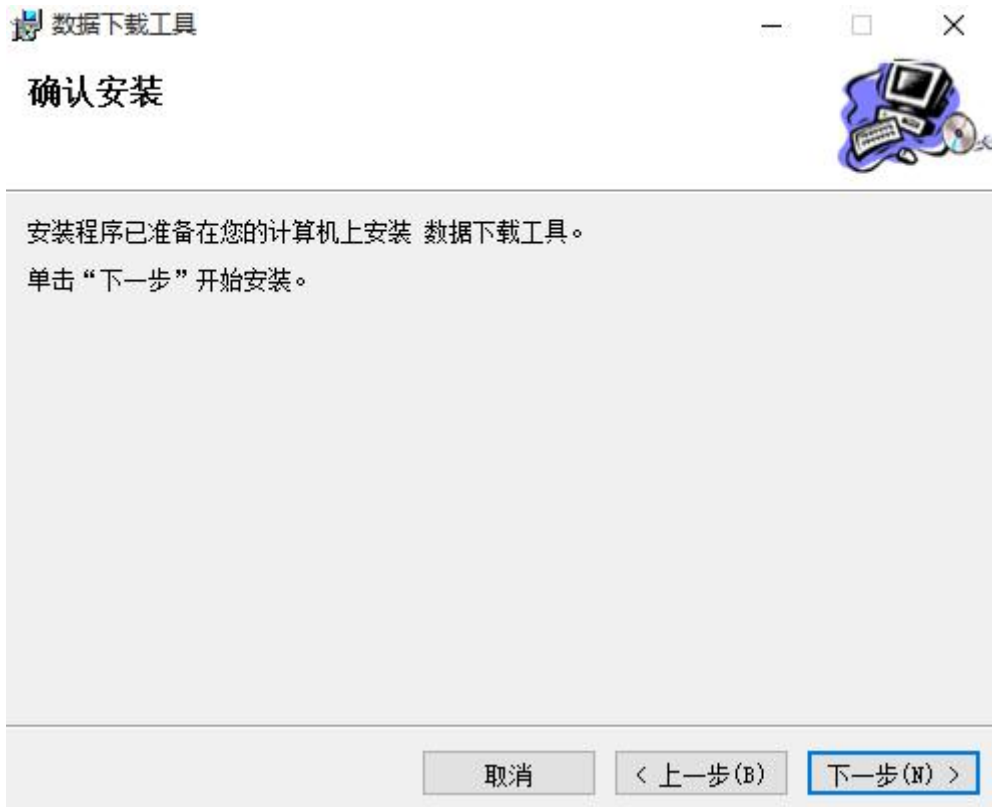 数据下载工具
确认安装
安装程序已准备在您的计算机上安装 数据下载工具。
单击“下一步”开始安装。
取消
< 上一步(B)
下一步(N) >